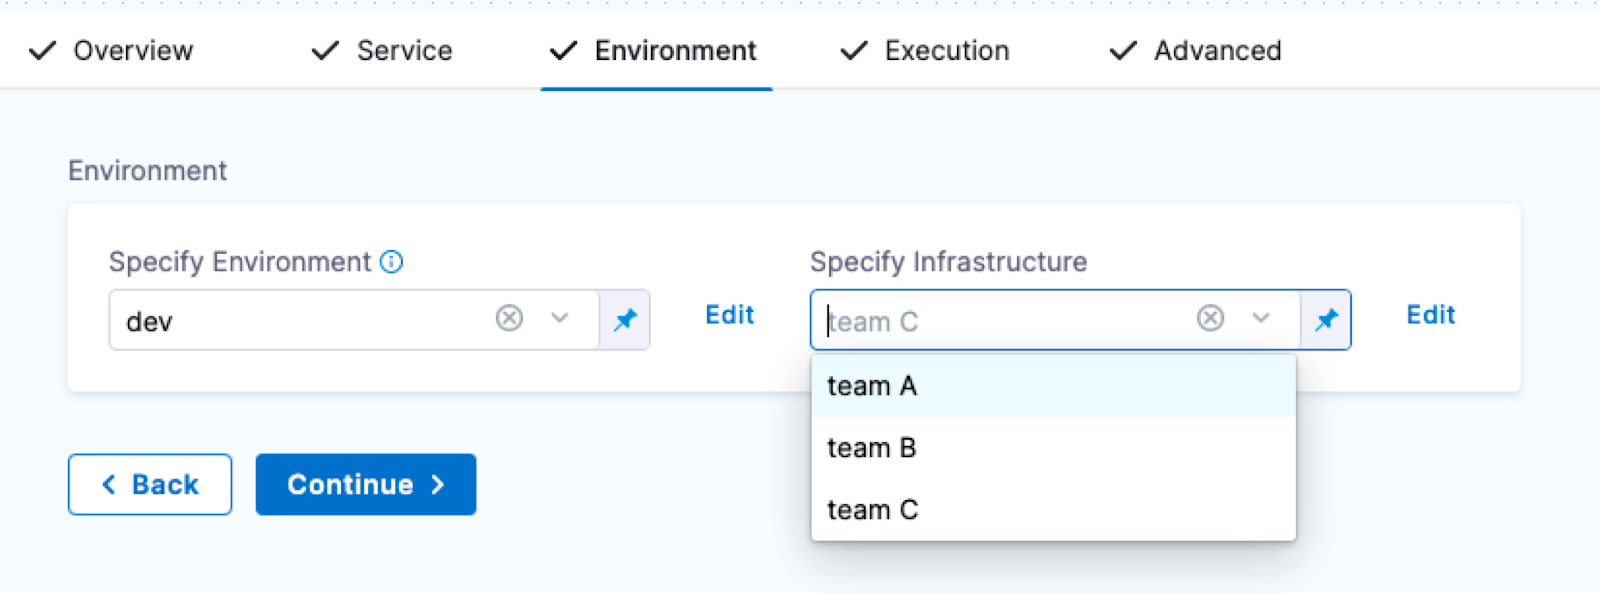 Overview Service Environment Execution Advanced
Environment
Specify Environment Specify Infrastructure
dev Edit team C Edit
team A
team B
team C
Back Continue